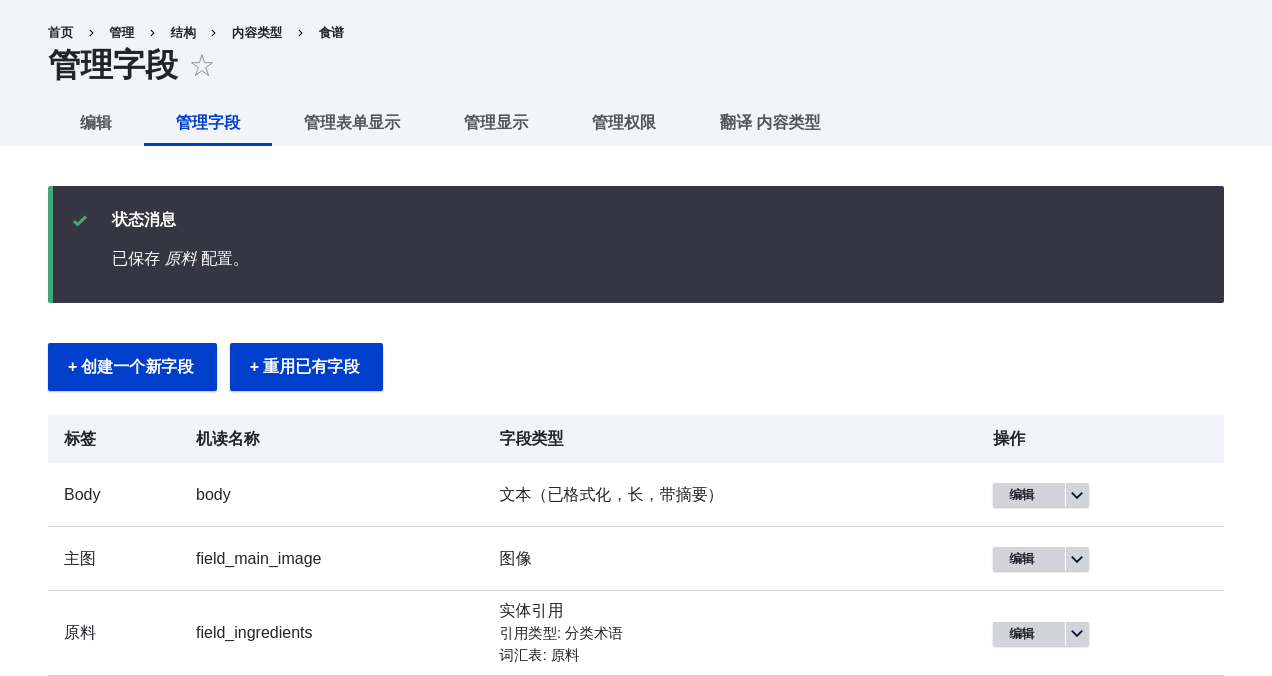 首页 › 管理 › 结构 › 内容类型 › 食谱
管理字段 ☆
编辑 管理字段 管理表单显示 管理显示 管理权限 翻译 内容类型
状态消息
已保存 原料 配置。
+ 创建一个新字段 + 重用已有字段
标签 机读名称 字段类型 操作
Body body 文本（已格式化，长，带摘要） 编辑
主图 field_main_image 图像 编辑
原料 field_ingredients 实体引用 编辑
引用类型: 分类术语
词汇表: 原料